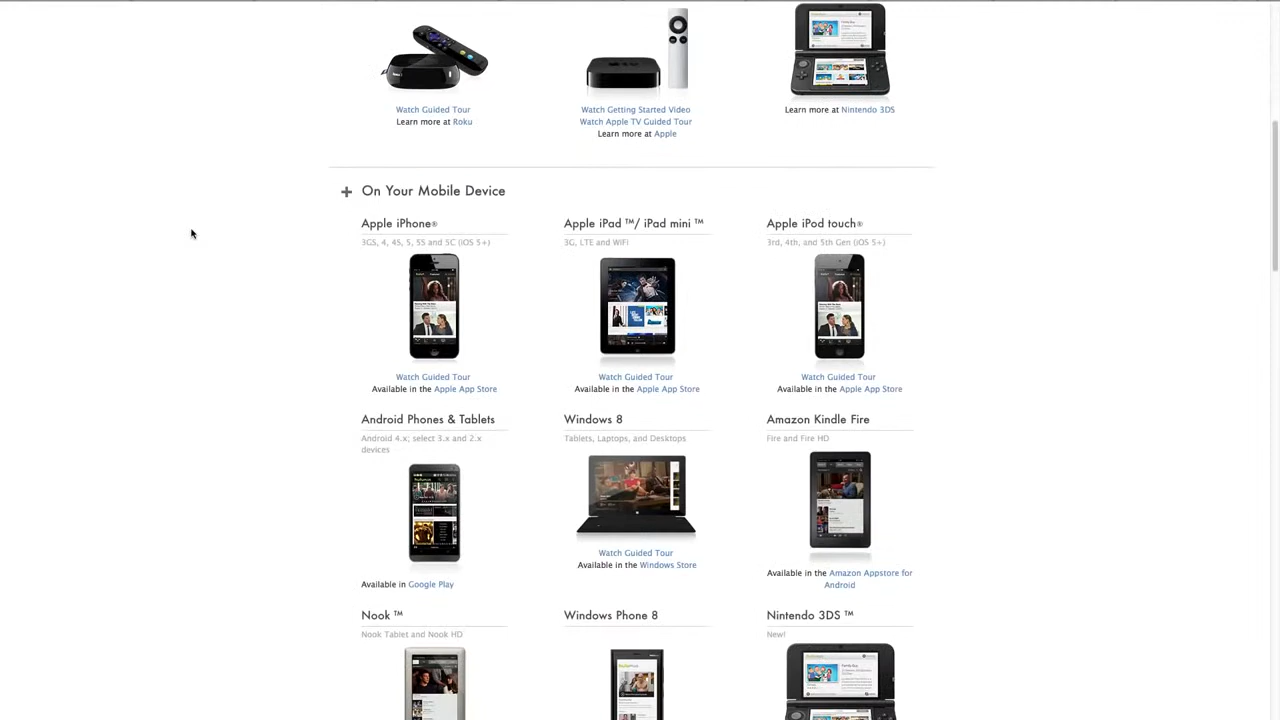 Watch Guided Tour
Learn more at Roku
Watch Getting Started Video
Watch Apple TV Guided Tour
Learn more at Apple
Learn more at Nintendo 3DS
On Your Mobile Device
Apple iPhone®
3GS, 4, 4S, 5, 5S and 5C (iOS 5+)
Watch Guided Tour
Available in the Apple App Store
Apple iPad ™/ iPad mini ™
3G, LTE and WiFi
Watch Guided Tour
Available in the Apple App Store
Apple iPod touch®
3rd, 4th, and 5th Gen (iOS 5+)
Watch Guided Tour
Available in the Apple App Store
Android Phones & Tablets
Android 4.x; select 3.x and 2.x
devices
Available in Google Play
Windows 8
Tablets, Laptops, and Desktops
Watch Guided Tour
Available in the Windows Store
Amazon Kindle Fire
Fire and Fire HD
Available in the Amazon Appstore for
Android
Nook ™
Nook Tablet and Nook HD
Windows Phone 8
Nintendo 3DS ™
New!